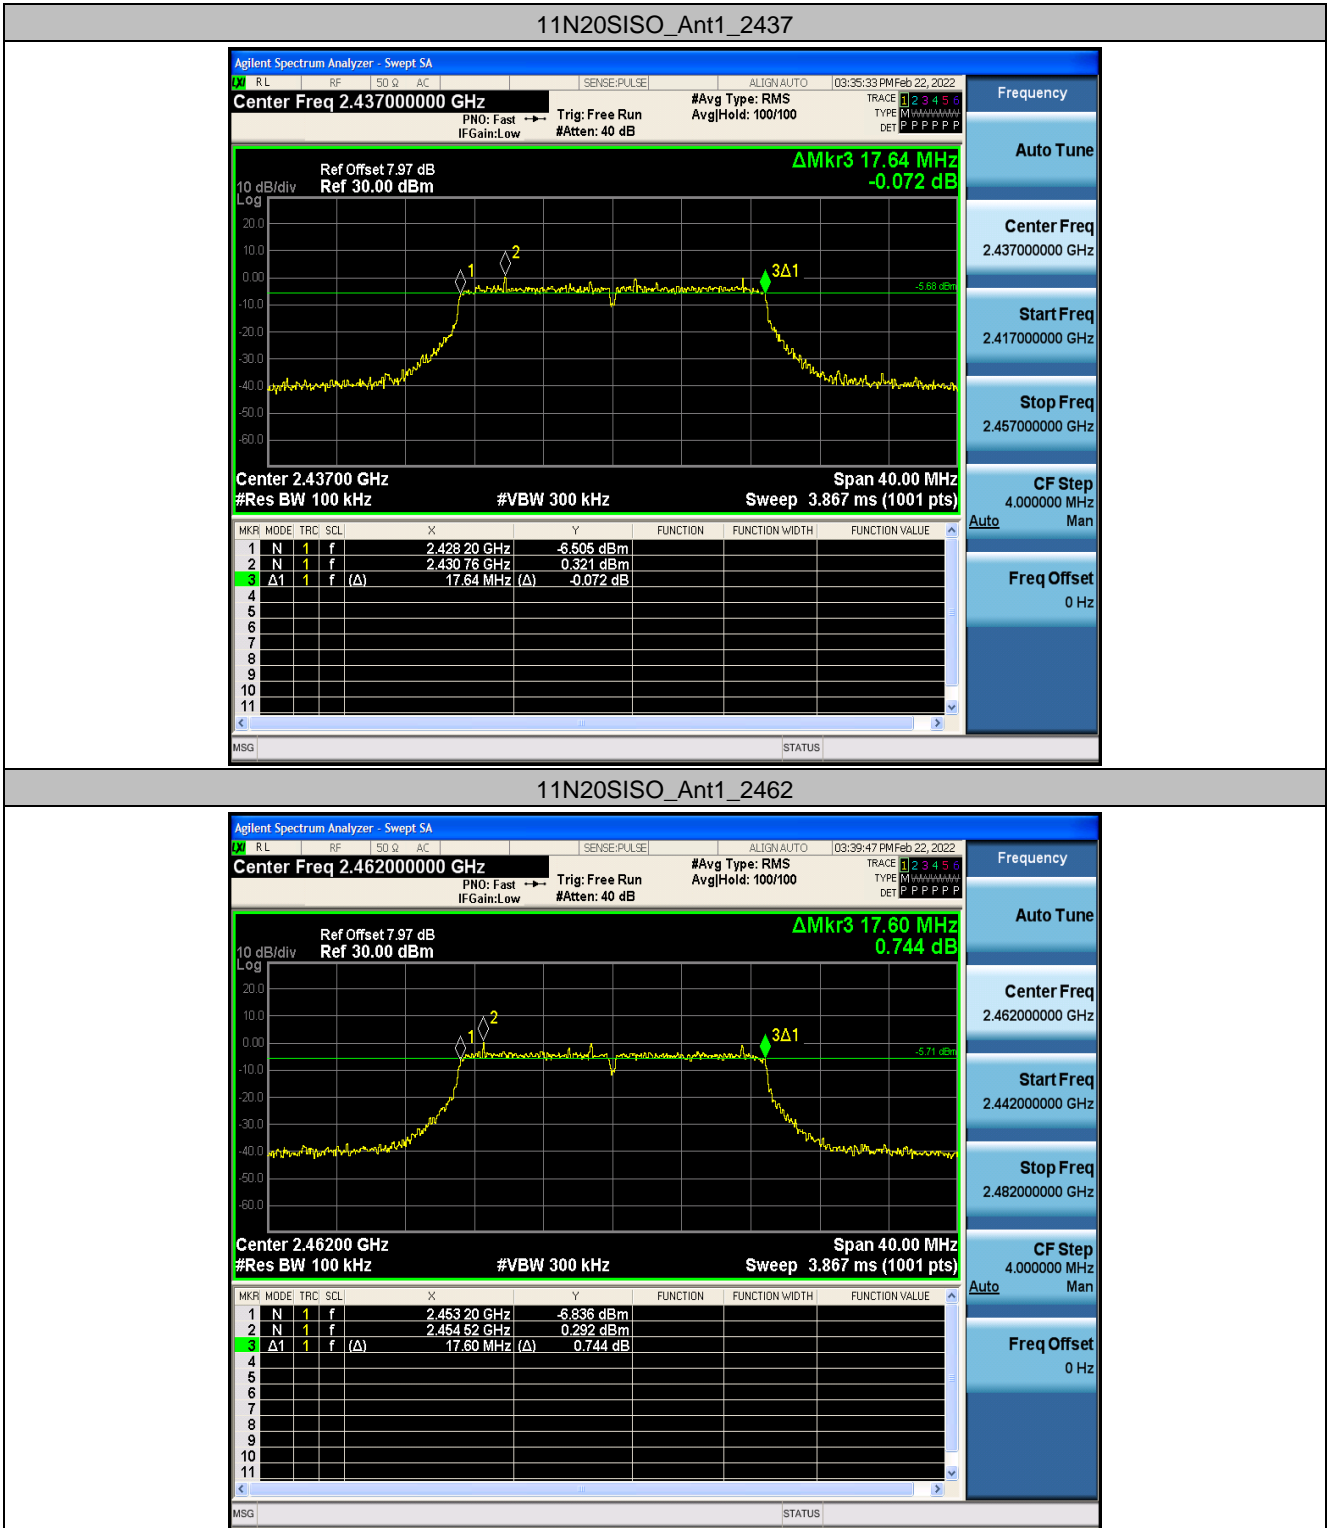 11N20SISO_Ant1_2437
Agilent Spectrum Analyzer - Swept SA
LXI RL RF 50 Ω AC SENSE:PULSE ALIGNAUTO 03:35:33 PM Feb 22, 2022
Center Freq 2.437000000 GHz
#Avg Type: RMS
TRACE 1 2 3 4 5 6
PNO: Fast Trig: Free Run Avg|Hold: 100/100
TYPE M WWWWW
IFGain:Low #Atten: 40 dB
DET P P P P P P
ΔMkr3 17.64 MHz
-0.072 dB
Ref Offset 7.97 dB
10 dB/div Ref 30.00 dBm
Log
20.0
10.0
0.00
-10.0
-20.0
-30.0
-40.0
-50.0
-60.0
1
2
3Δ1
-5.68 dBm
Center 2.43700 GHz Span 40.00 MHz
#Res BW 100 kHz #VBW 300 kHz Sweep 3.867 ms (1001 pts)
MKR MODE TRC SCL X Y FUNCTION FUNCTION WIDTH FUNCTION VALUE
1 N 1 f 2.428 20 GHz -6.505 dBm
2 N 1 f 2.430 76 GHz 0.321 dBm
3 Δ1 1 f (Δ) 17.64 MHz (Δ) -0.072 dB
4
5
6
7
8
9
10
11
MSG STATUS
Frequency
Auto Tune
Center Freq
2.437000000 GHz
Start Freq
2.417000000 GHz
Stop Freq
2.457000000 GHz
CF Step
4.000000 MHz
Auto Man
Freq Offset
0 Hz
11N20SISO_Ant1_2462
Agilent Spectrum Analyzer - Swept SA
LXI RL RF 50 Ω AC SENSE:PULSE ALIGNAUTO 03:39:47 PM Feb 22, 2022
Center Freq 2.462000000 GHz
#Avg Type: RMS
TRACE 1 2 3 4 5 6
PNO: Fast Trig: Free Run Avg|Hold: 100/100
TYPE M WWWWW
IFGain:Low #Atten: 40 dB
DET P P P P P P
ΔMkr3 17.60 MHz
0.744 dB
Ref Offset 7.97 dB
10 dB/div Ref 30.00 dBm
Log
20.0
10.0
0.00
-10.0
-20.0
-30.0
-40.0
-50.0
-60.0
1
2
3Δ1
-5.71 dBm
Center 2.46200 GHz Span 40.00 MHz
#Res BW 100 kHz #VBW 300 kHz Sweep 3.867 ms (1001 pts)
MKR MODE TRC SCL X Y FUNCTION FUNCTION WIDTH FUNCTION VALUE
1 N 1 f 2.453 20 GHz -6.836 dBm
2 N 1 f 2.454 52 GHz 0.292 dBm
3 Δ1 1 f (Δ) 17.60 MHz (Δ) 0.744 dB
4
5
6
7
8
9
10
11
MSG STATUS
Frequency
Auto Tune
Center Freq
2.462000000 GHz
Start Freq
2.442000000 GHz
Stop Freq
2.482000000 GHz
CF Step
4.000000 MHz
Auto Man
Freq Offset
0 Hz